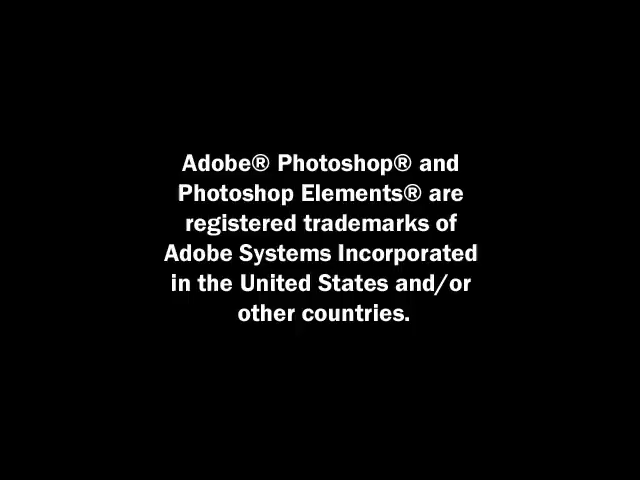 Adobe® Photoshop® and
Photoshop Elements® are
registered trademarks of
Adobe Systems Incorporated
in the United States and/or
other countries.